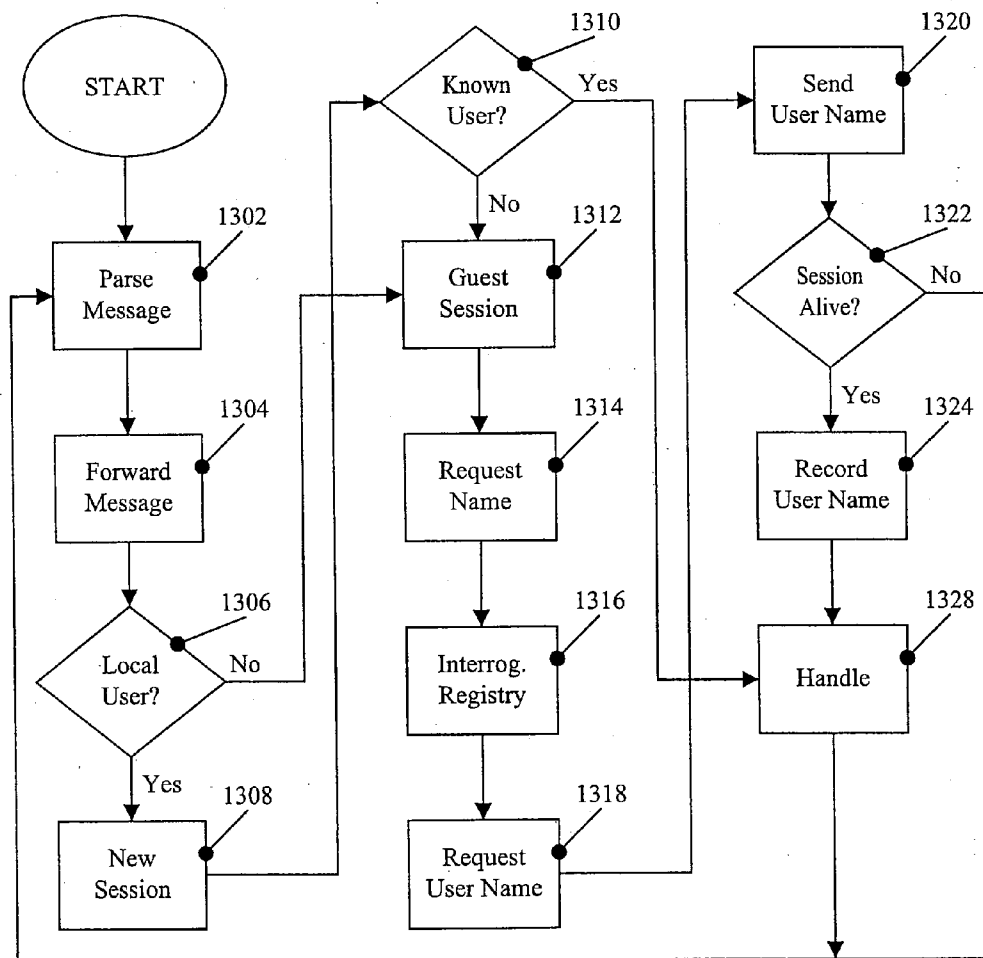 START
1302
Parse
Message
1304
Forward
Message
1306
Local
User?
No
Yes
1308
New
Session
1310
Known
User?
Yes
No
1312
Guest
Session
1314
Request
Name
1316
Interrog.
Registry
1318
Request
User Name
1320
Send
User Name
1322
Session
Alive?
No
Yes
1324
Record
User Name
1328
Handle